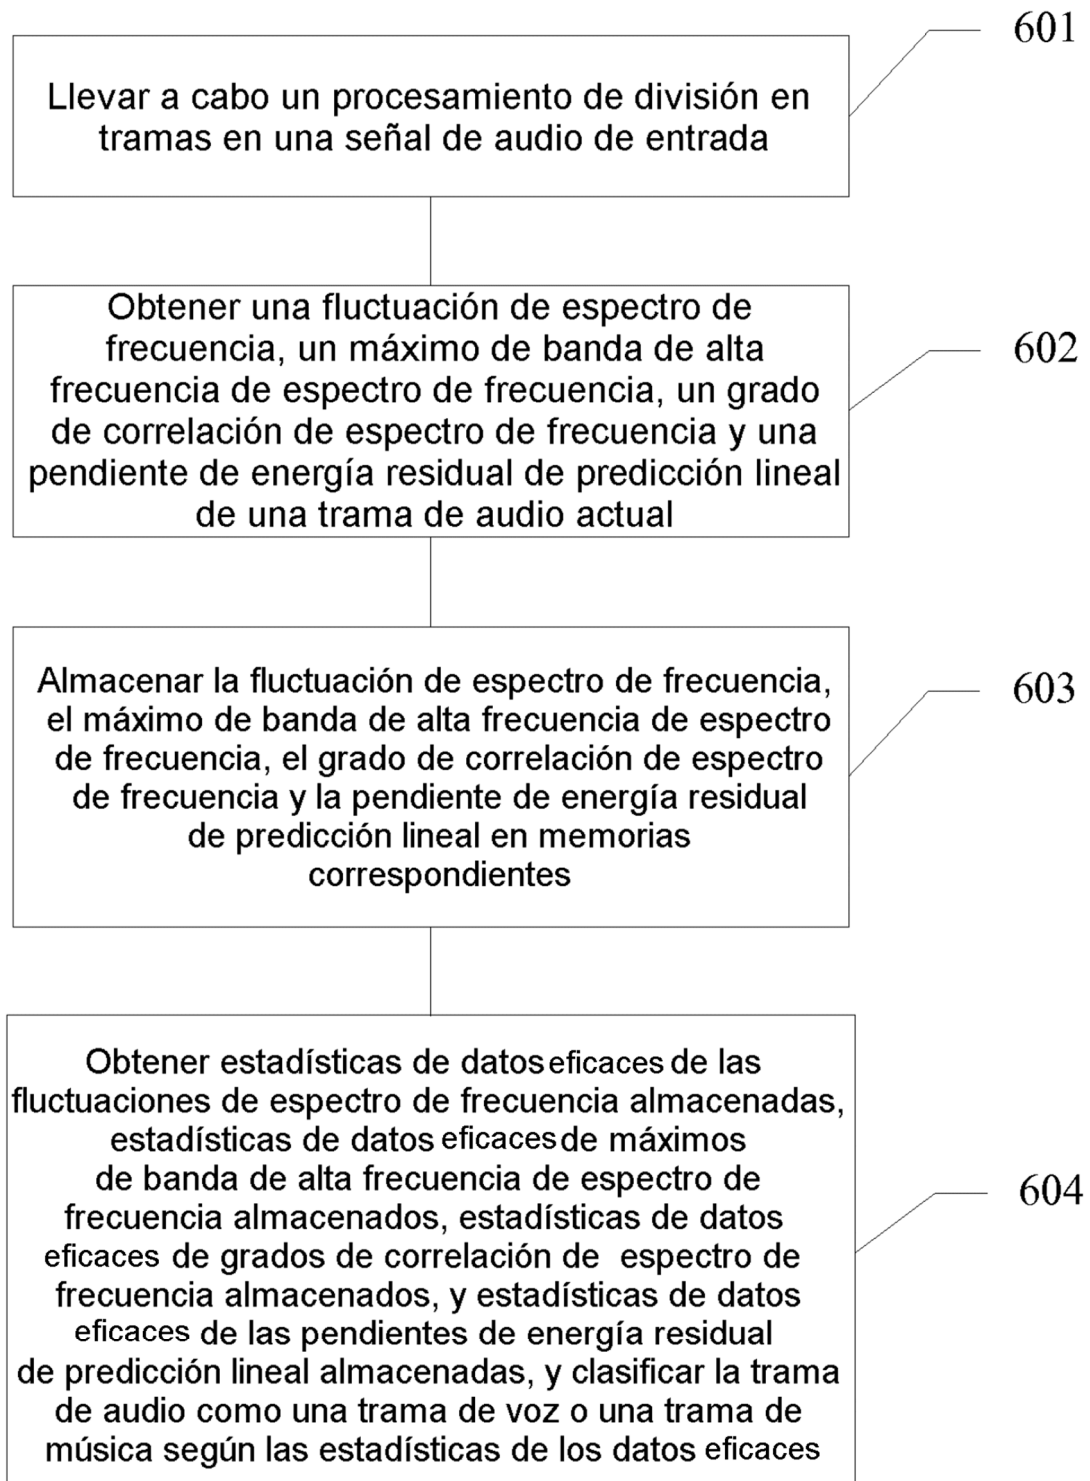 601
Llevar a cabo un procesamiento de división en
tramas en una señal de audio de entrada
602
Obtener una fluctuación de espectro de
frecuencia, un máximo de banda de alta
frecuencia de espectro de frecuencia, un grado
de correlación de espectro de frecuencia y una
pendiente de energía residual de predicción lineal
de una trama de audio actual
603
Almacenar la fluctuación de espectro de frecuencia,
el máximo de banda de alta frecuencia de espectro
de frecuencia, el grado de correlación de espectro
de frecuencia y la pendiente de energía residual
de predicción lineal en memorias
correspondientes
604
Obtener estadísticas de datos eficaces de las
fluctuaciones de espectro de frecuencia almacenadas,
estadísticas de datos eficaces de máximos
de banda de alta frecuencia de espectro de
frecuencia almacenados, estadísticas de datos
eficaces de grados de correlación de espectro de
frecuencia almacenados, y estadísticas de datos
eficaces de las pendientes de energía residual
de predicción lineal almacenadas, y clasificar la trama
de audio como una trama de voz o una trama de
música según las estadísticas de los datos eficaces